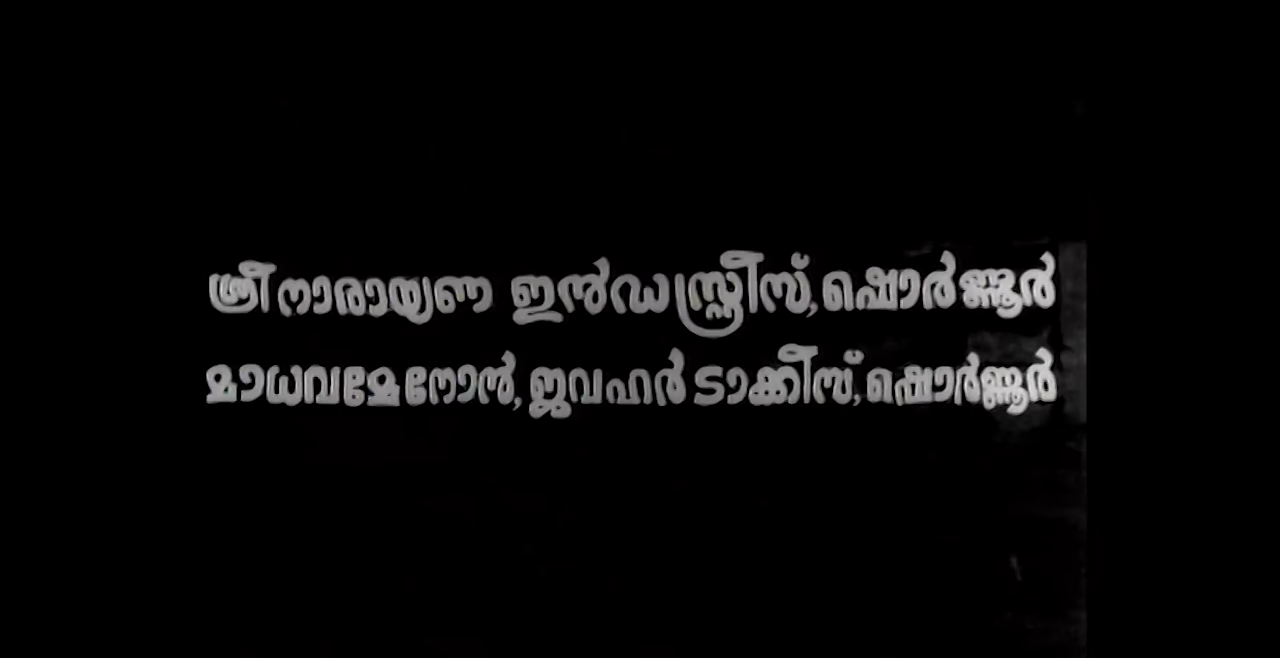 ശ്രീനാരായണ ഇൻഡസ്ട്രീസ്, ഷൊർണ്ണൂർ
മാധവമേനോൻ, ജവഹർ ടാക്കീസ്, ഷൊർണ്ണൂർ